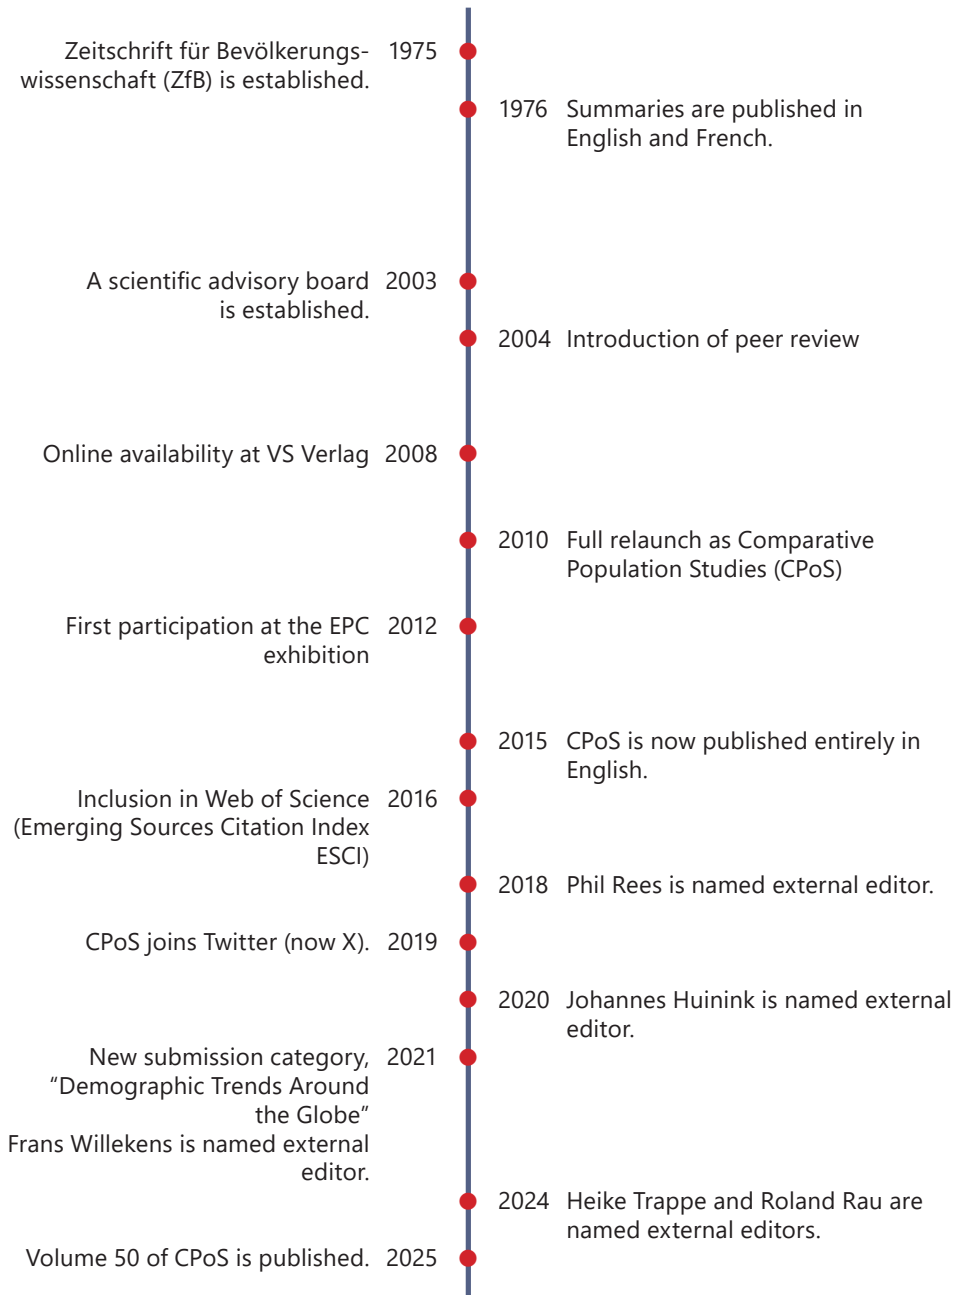 Zeitschrift für Bevölkerungs- 1975
wissenschaft (ZfB) is established.
1976 Summaries are published in
English and French.
A scientific advisory board 2003
is established.
2004 Introduction of peer review
Online availability at VS Verlag 2008
2010 Full relaunch as Comparative
Population Studies (CPoS)
First participation at the EPC 2012
exhibition
2015 CPoS is now published entirely in
English.
Inclusion in Web of Science 2016
(Emerging Sources Citation Index
ESCI)
2018 Phil Rees is named external editor.
CPoS joins Twitter (now X). 2019
2020 Johannes Huinink is named external
editor.
New submission category, 2021
“Demographic Trends Around
the Globe”
Frans Willekens is named external
editor.
2024 Heike Trappe and Roland Rau are
named external editors.
Volume 50 of CPoS is published. 2025